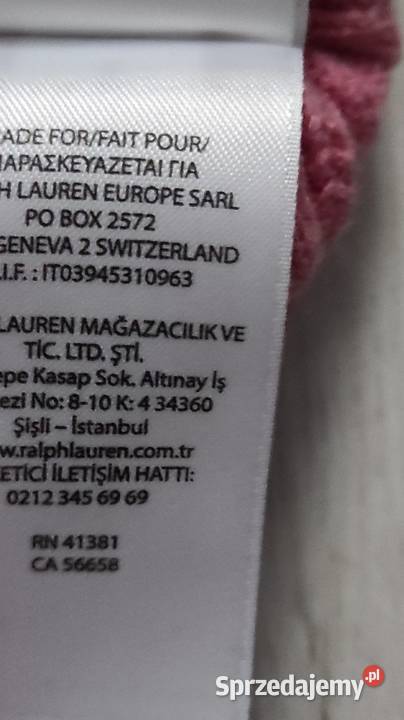 ADE FOR/FAIT POUR/
ΠΑΡΑΣΚΕΥΑΖΕΤΑΙ ΓΙΑ
H LAUREN EUROPE SARL
PO BOX 2572
GENEVA 2 SWITZERLAND
.I.F. : IT03945310963
LAUREN MAĞAZACILIK VE
TİC. LTD. ŞTİ.
epe Kasap Sok. Altınay İş
ezi No: 8-10 K: 4 34360
Şişli – İstanbul
w.ralphlauren.com.tr
ETİCİ İLETİŞİM HATTI:
0212 345 69 69
RN 41381
CA 56658
Sprzedajemy.pl